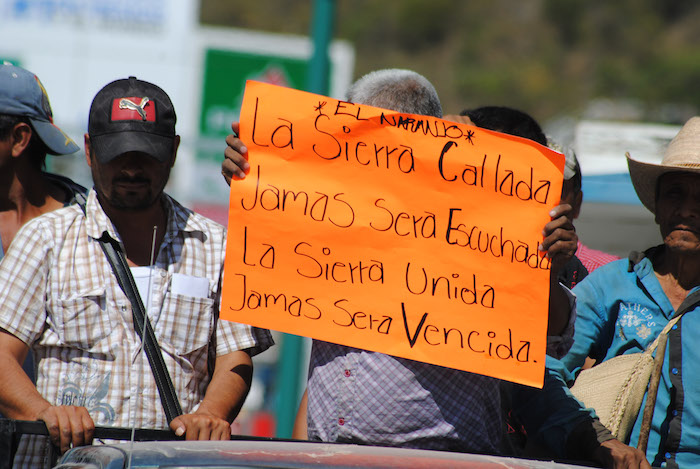 *EL NARANJO*
La Sierra Callada
Jamas Sera Escuchada
La Sierra Unida
Jamas Sera Vencida.